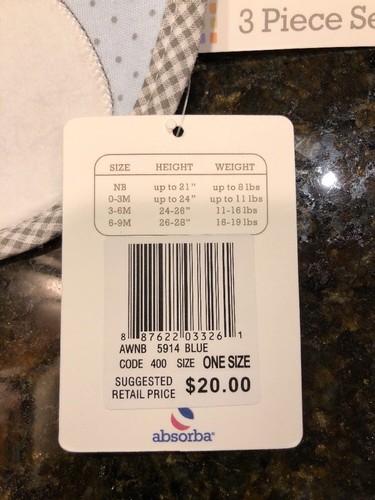 3 Piece Se
SIZE HEIGHT WEIGHT
NB up to 21" up to 8 lbs
0-3M up to 24" up to 11 lbs
3-6M 24-26" 11-16 lbs
6-9M 26-28" 16-19 lbs
8 87622 03326 1
AWNB 5914 BLUE
CODE 400 SIZE ONE SIZE
SUGGESTED
RETAIL PRICE $20.00
absorba®